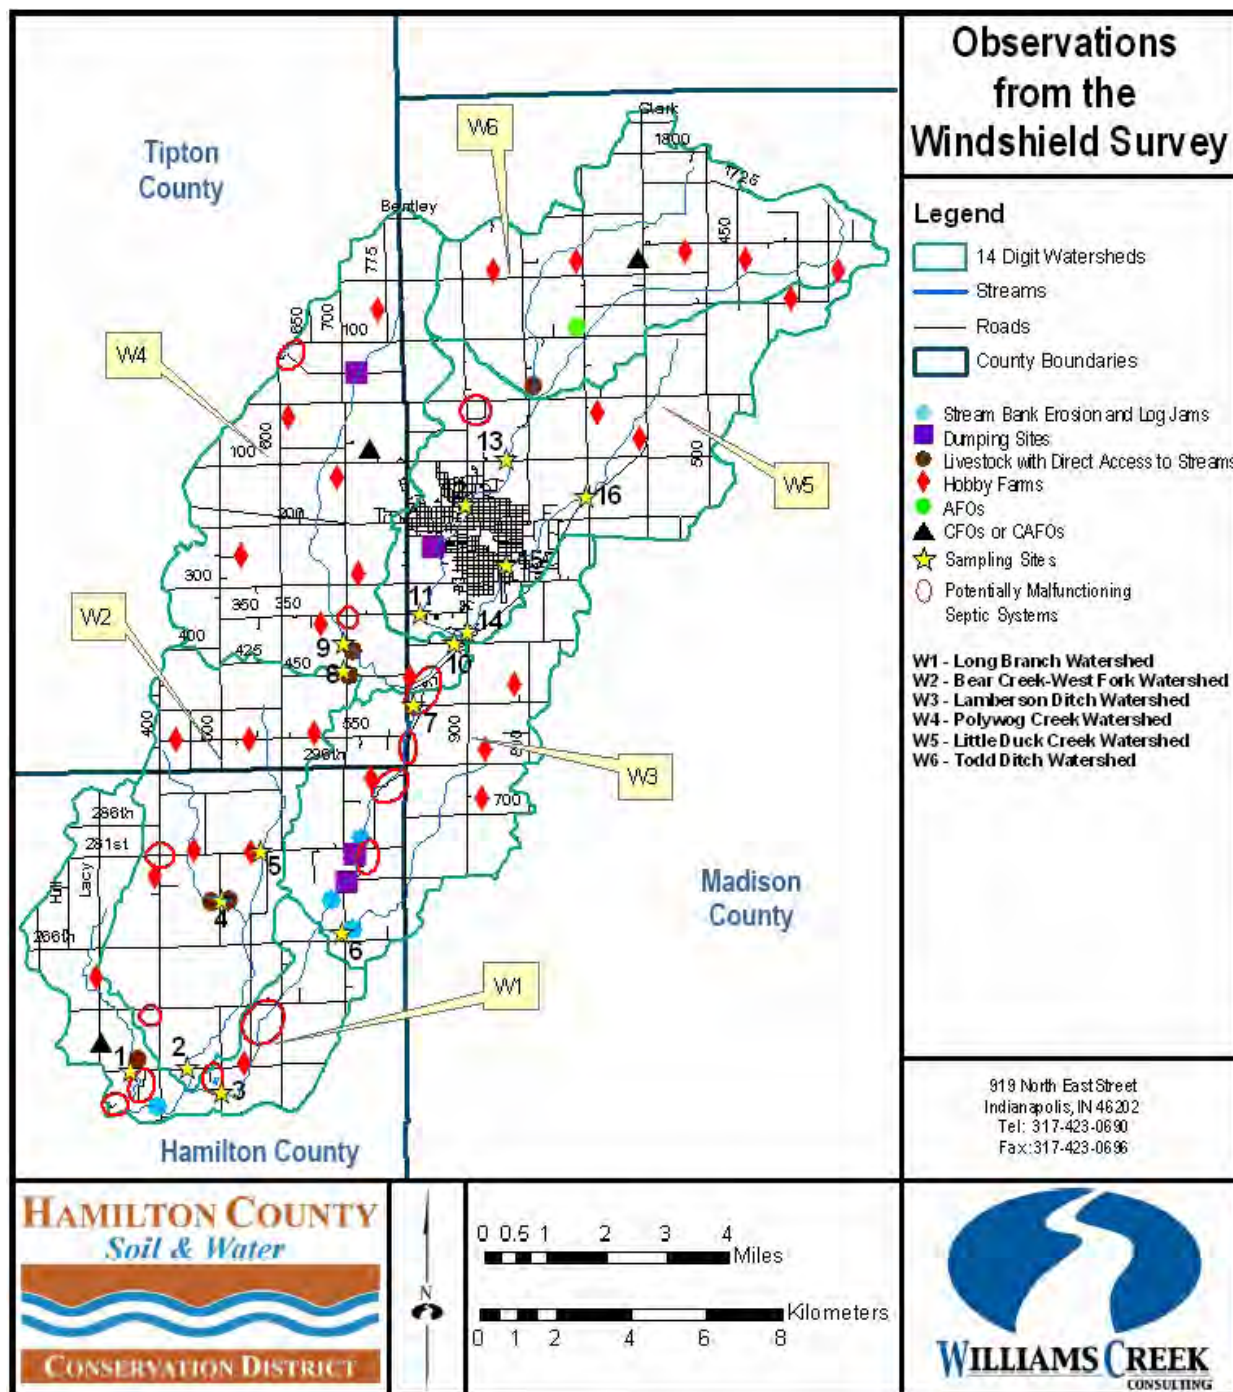 Observations
from the
Windshield Survey
Legend
14 Digit Watersheds
Streams
Roads
County Boundaries
Stream Bank Erosion and Log Jams
Dumping Sites
Livestock with Direct Access to Streams
Hobby Farms
AFOs
CFOs or CAFOs
Sampling Sites
Potentially Malfunctioning
Septic Systems
W1 - Long Branch Watershed
W2 - Bear Creek-West Fork Watershed
W3 - Lamberson Ditch Watershed
W4 - Polywog Creek Watershed
W5 - Little Duck Creek Watershed
W6 - Todd Ditch Watershed
919 North East Street
Indianapolis, IN 46202
Tel: 317-423-0690
Fax: 317-423-0696
Tipton
County
Madison
County
Hamilton County
W6
W4
W5
W2
W3
W1
Clark
1800
1725
450
Bentley
775
650
700
100
600
100
200
300
350
350
400
425
450
400
500
550
296th
900
700
500
286th
281st
Lacy
266th
13
16
15
11
14
10
9
8
7
5
4
6
1
2
3
HAMILTON COUNTY
Soil & Water
CONSERVATION DISTRICT
N
0 0.5 1 2 3 4
Miles
Kilometers
0 1 2 4 6 8
WILLIAMS CREEK
CONSULTING